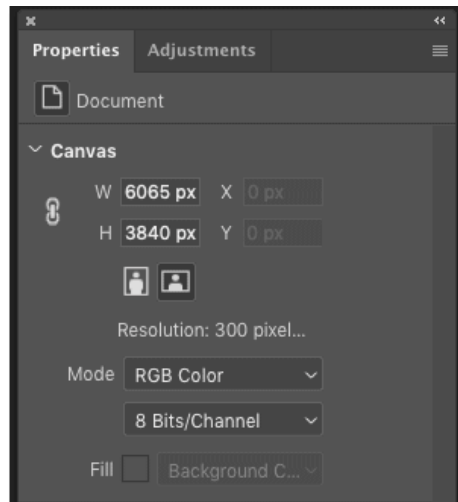 Properties Adjustments
Document
Canvas
W 6065 px X 0 px
H 3840 px Y 0 px
Resolution: 300 pixel...
Mode RGB Color
8 Bits/Channel
Fill Background C...